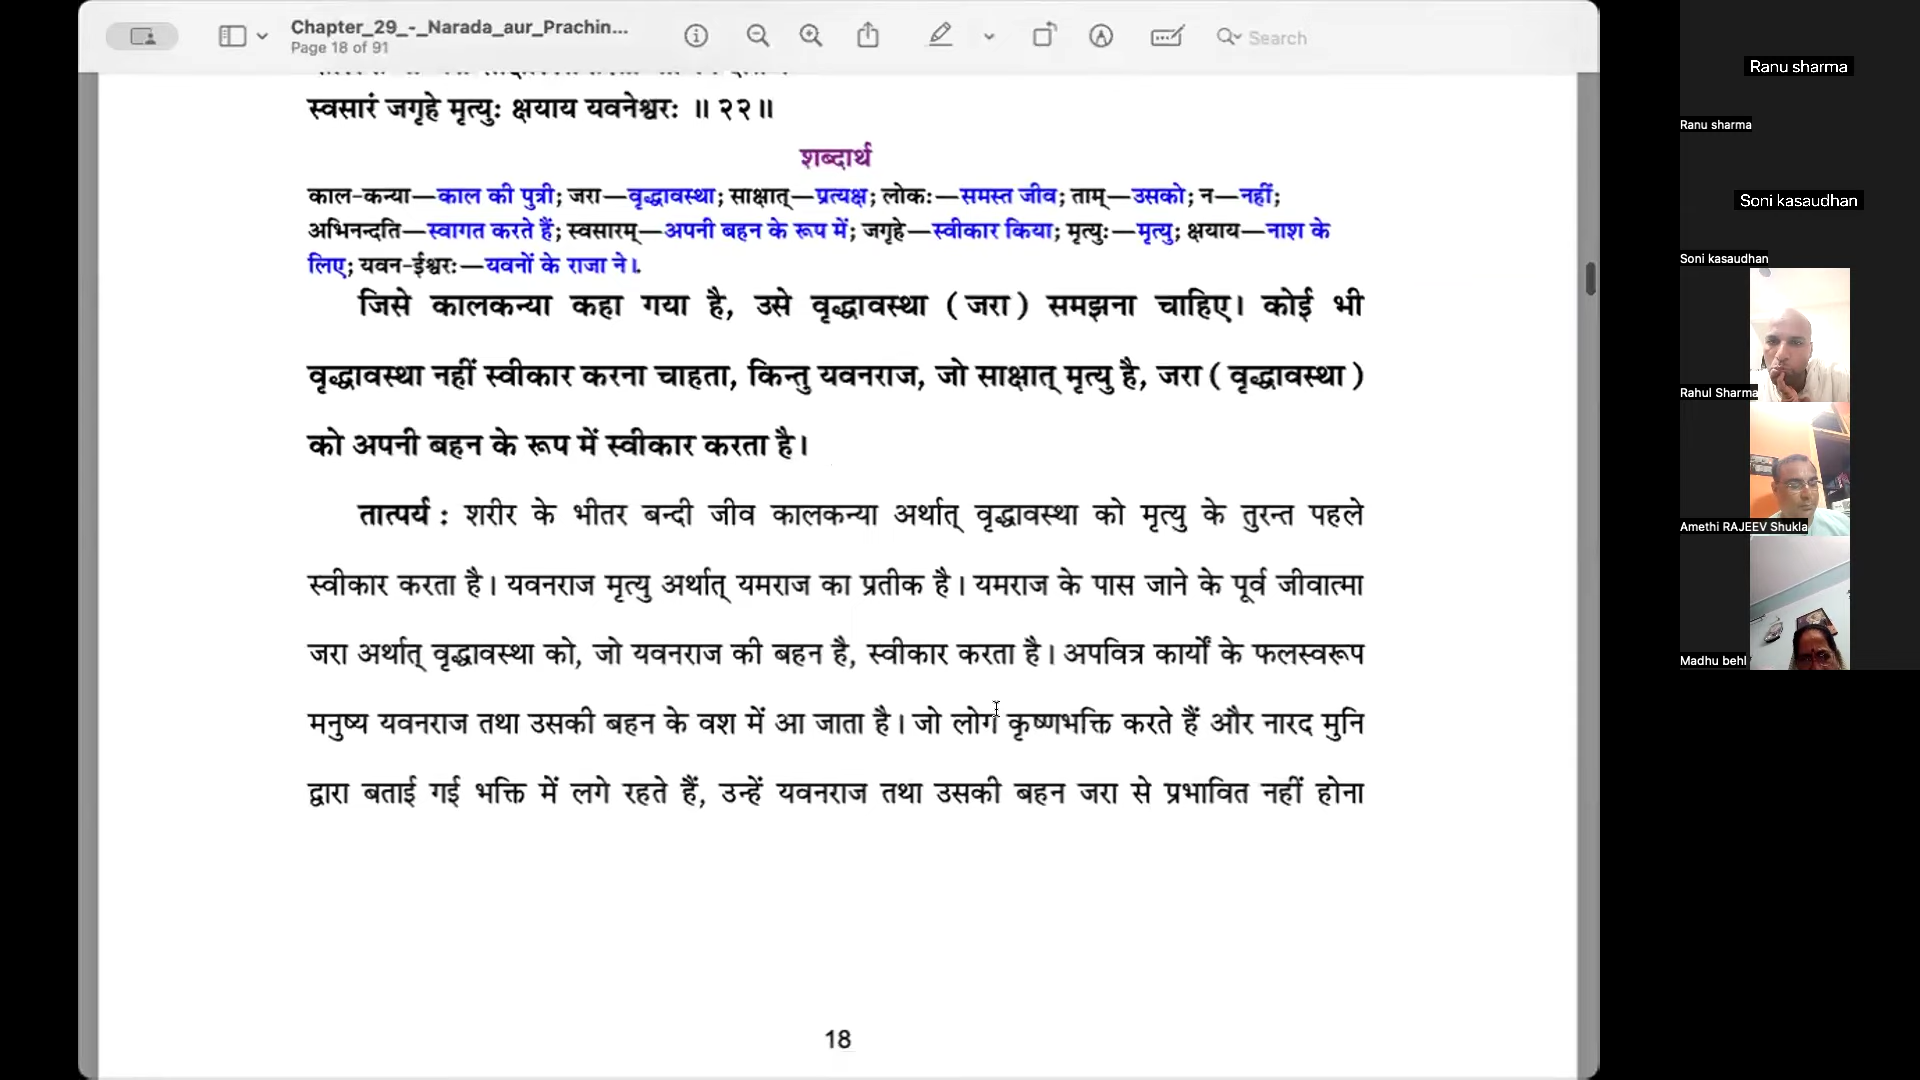 Chapter_29_-_Narada_aur_Prachin...
Page 18 of 91
Search
स्वसारं जगृहे मृत्युः क्षयाय यवनेश्वरः ॥ २२॥
शब्दार्थ
काल-कन्या—काल की पुत्री; जरा—वृद्धावस्था; साक्षात्—प्रत्यक्ष; लोकः—समस्त जीव; ताम्—उसको; न—नहीं;
अभिनन्दति—स्वागत करते हैं; स्वसारम्—अपनी बहन के रूप में; जगृहे—स्वीकार किया; मृत्युः—मृत्यु; क्षयाय—नाश के
लिए; यवन-ईश्वरः—यवनों के राजा ने।.
जिसे कालकन्या कहा गया है, उसे वृद्धावस्था ( जरा ) समझना चाहिए। कोई भी
वृद्धावस्था नहीं स्वीकार करना चाहता, किन्तु यवनराज, जो साक्षात् मृत्यु है, जरा ( वृद्धावस्था )
को अपनी बहन के रूप में स्वीकार करता है।
तात्पर्य : शरीर के भीतर बन्दी जीव कालकन्या अर्थात् वृद्धावस्था को मृत्यु के तुरन्त पहले
स्वीकार करता है। यवनराज मृत्यु अर्थात् यमराज का प्रतीक है। यमराज के पास जाने के पूर्व जीवात्मा
जरा अर्थात् वृद्धावस्था को, जो यवनराज की बहन है, स्वीकार करता है। अपवित्र कार्यों के फलस्वरूप
मनुष्य यवनराज तथा उसकी बहन के वश में आ जाता है। जो लोग कृष्णभक्ति करते हैं और नारद मुनि
द्वारा बताई गई भक्ति में लगे रहते हैं, उन्हें यवनराज तथा उसकी बहन जरा से प्रभावित नहीं होना
18
Ranu sharma
Ranu sharma
Soni kasaudhan
Soni kasaudhan
Rahul Sharma
Amethi RAJEEV Shukla
Madhu behl